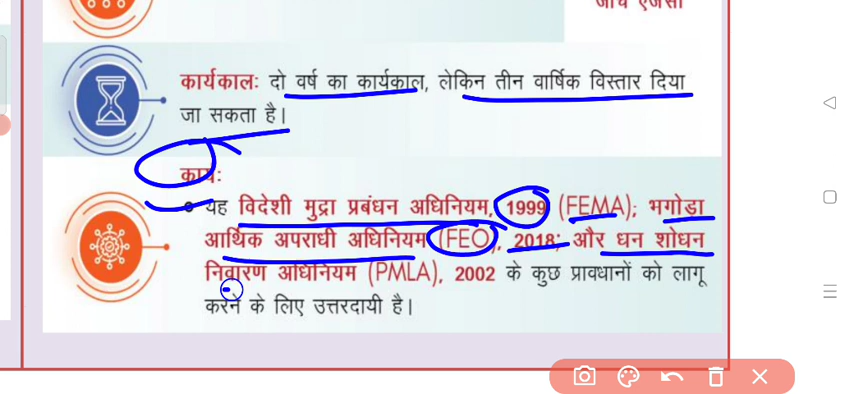 जांच एजेंसी
कार्यकाल: दो वर्ष का कार्यकाल, लेकिन तीन वार्षिक विस्तार दिया
जा सकता है।
कार्य:
• यह विदेशी मुद्रा प्रबंधन अधिनियम, 1999 (FEMA); भगोड़ा
आर्थिक अपराधी अधिनियम (FEO), 2018; और धन शोधन
निवारण अधिनियम (PMLA), 2002 के कुछ प्रावधानों को लागू
करने के लिए उत्तरदायी है।